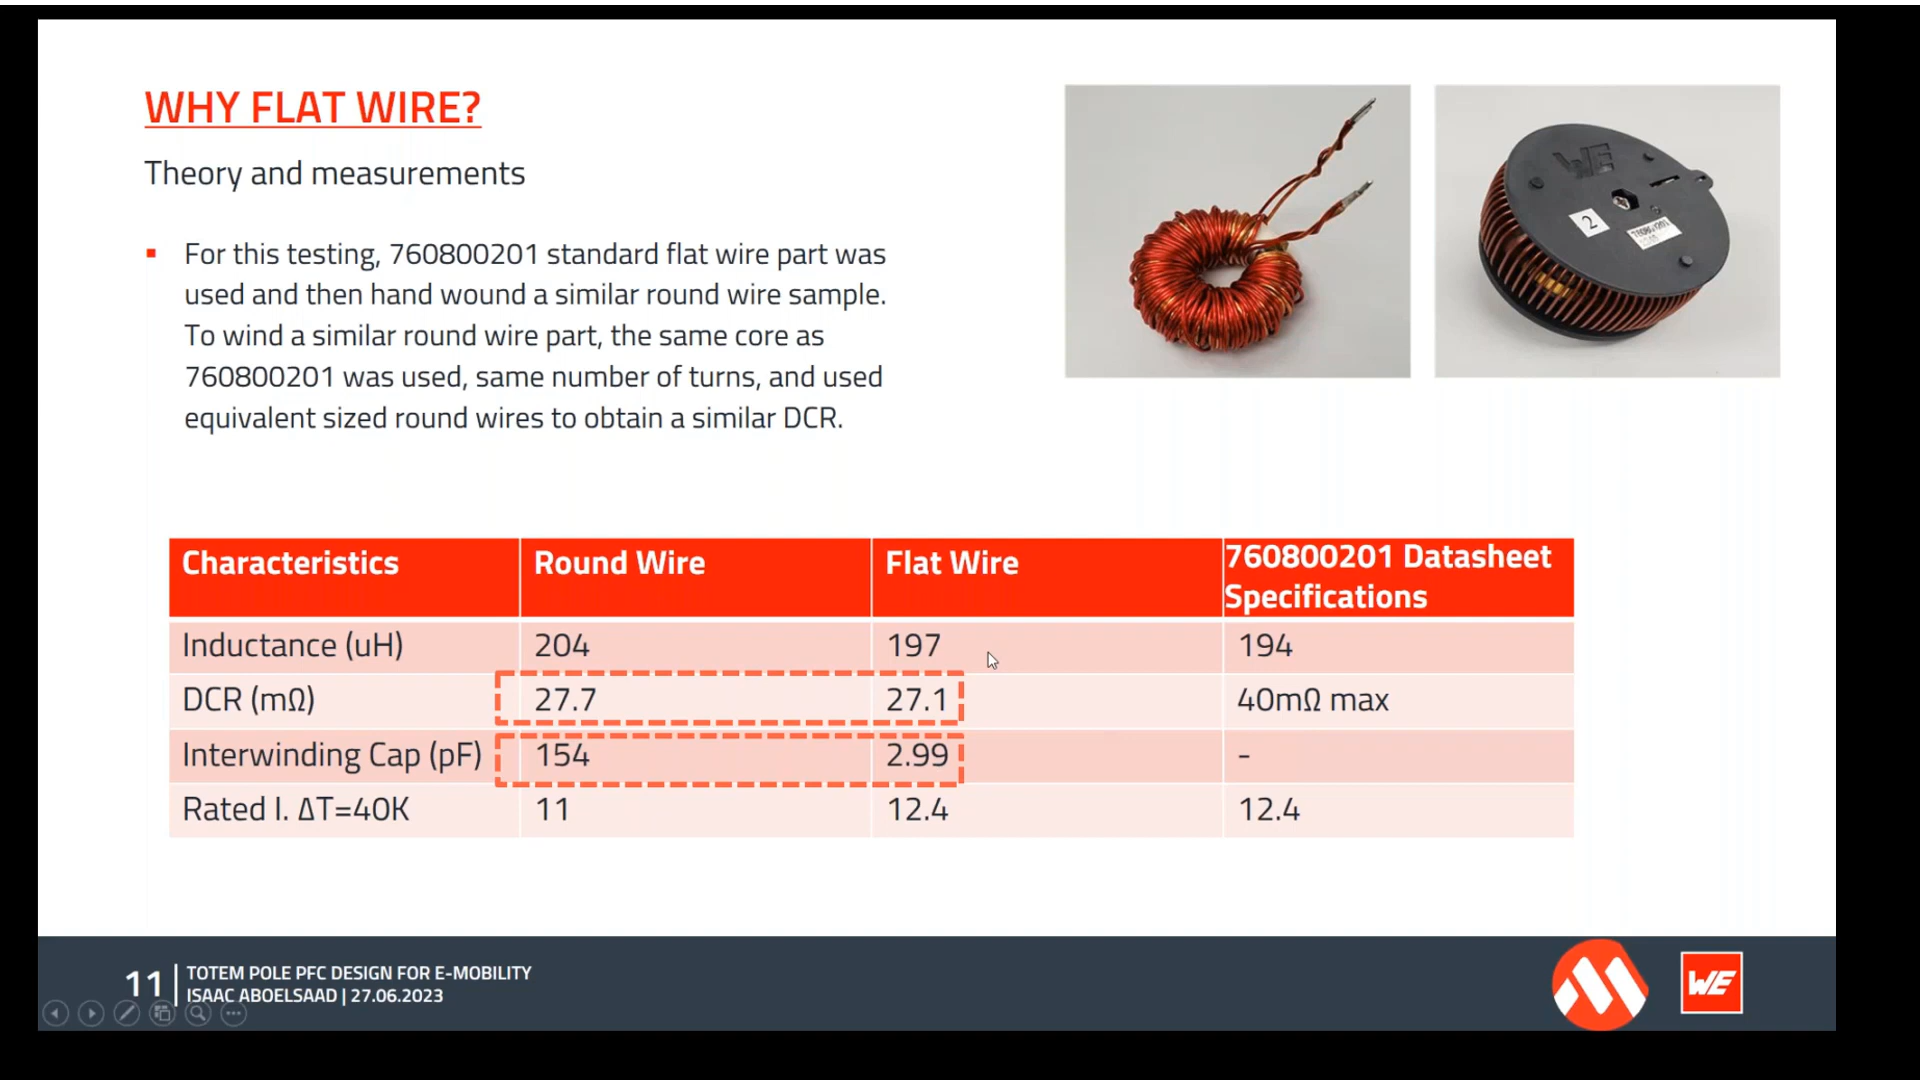 WHY FLAT WIRE?
Theory and measurements
▪ For this testing, 760800201 standard flat wire part was
used and then hand wound a similar round wire sample.
To wind a similar round wire part, the same core as
760800201 was used, same number of turns, and used
equivalent sized round wires to obtain a similar DCR.
WE
2
Characteristics Round Wire Flat Wire 760800201 Datasheet
Specifications
Inductance (uH) 204 197 194
DCR (mΩ) 27.7 27.1 40mΩ max
Interwinding Cap (pF) 154 2.99 -
Rated I. ΔT=40K 11 12.4 12.4
11 TOTEM POLE PFC DESIGN FOR E-MOBILITY
ISAAC ABOELSAAD | 27.06.2023
WE